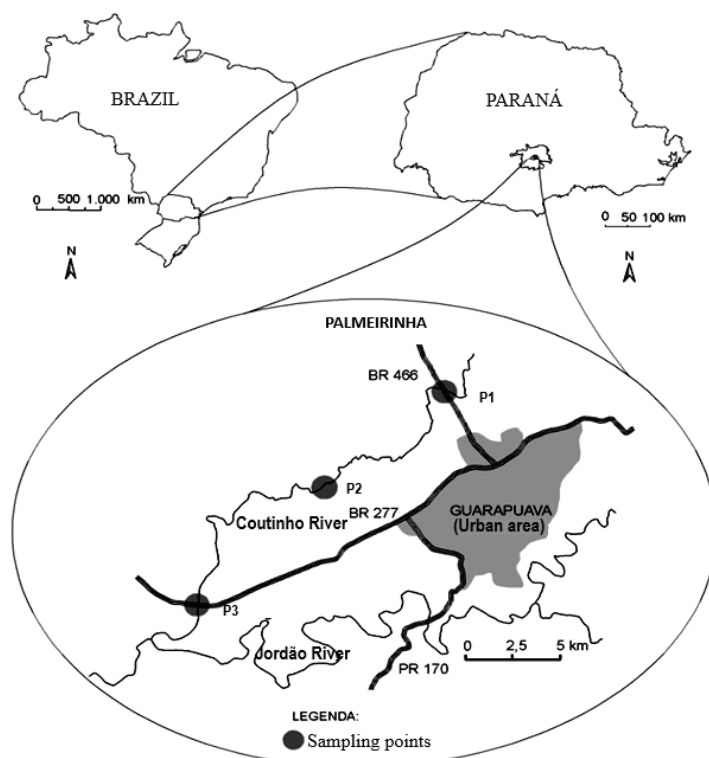 BRAZIL
PARANÁ
0 500 1.000 km
N
0 50 100 km
N
PALMEIRINHA
BR 466
P1
P2
Coutinho River
BR 277
GUARAPUAVA
(Urban area)
P3
Jordão River
PR 170
0 2,5 5 km
LEGENDA:
Sampling points